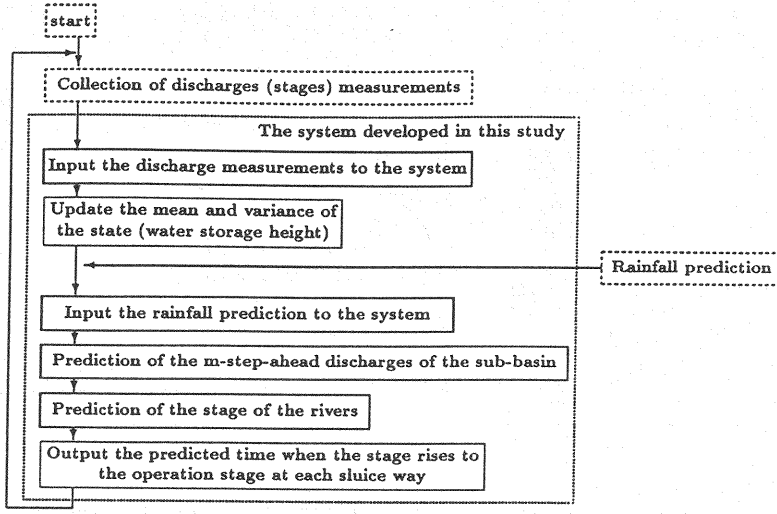 start
Collection of discharges (stages) measurements
The system developed in this study
Input the discharge measurements to the system
Update the mean and variance of
the state (water storage height)
Rainfall prediction
Input the rainfall prediction to the system
Prediction of the m-step-ahead discharges of the sub-basin
Prediction of the stage of the rivers
Output the predicted time when the stage rises to
the operation stage at each sluice way